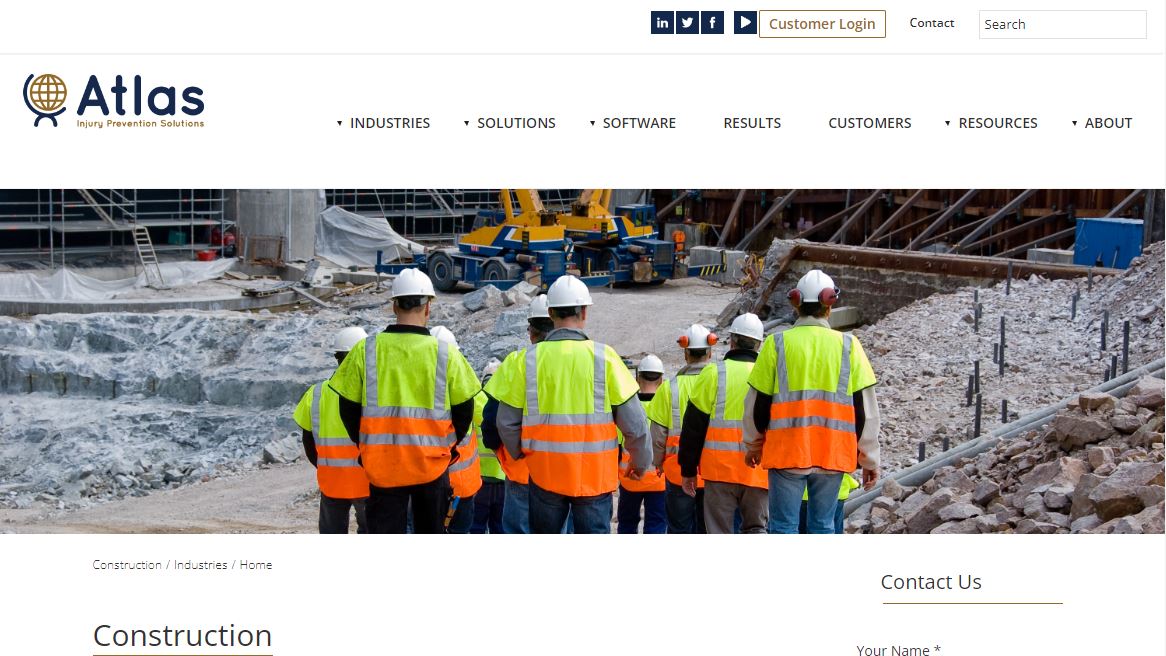 in
f
Customer Login
Contact
Search
Atlas
Injury Prevention Solutions
INDUSTRIES
SOLUTIONS
SOFTWARE
RESULTS
CUSTOMERS
RESOURCES
ABOUT
Construction / Industries / Home
Contact Us
Construction
Your Name *